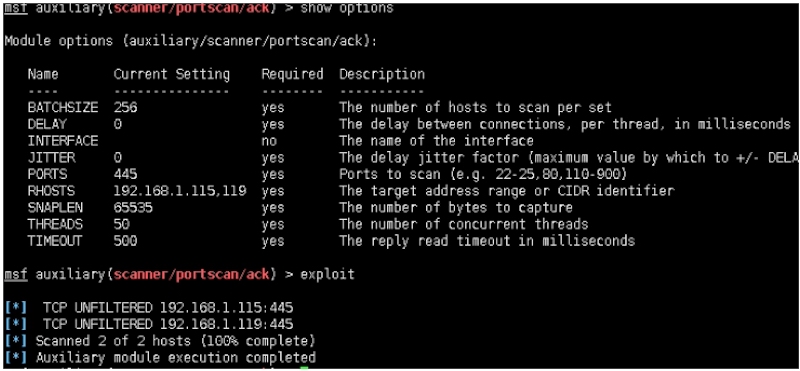 msf auxiliary(scanner/portscan/ack) > show options
Module options (auxiliary/scanner/portscan/ack):
Name Current Setting Required Description
---- --------------- -------- -----------
BATCHSIZE 256 yes The number of hosts to scan per set
DELAY 0 yes The delay between connections, per thread, in milliseconds
INTERFACE no The name of the interface
JITTER 0 yes The delay jitter factor (maximum value by which to +/- DELA
PORTS 445 yes Ports to scan (e.g. 22-25,80,110-900)
RHOSTS 192.168.1.115,119 yes The target address range or CIDR identifier
SNAPLEN 65535 yes The number of bytes to capture
THREADS 50 yes The number of concurrent threads
TIMEOUT 500 yes The reply read timeout in milliseconds
msf auxiliary(scanner/portscan/ack) > exploit
[*] TCP UNFILTERED 192.168.1.115:445
[*] TCP UNFILTERED 192.168.1.119:445
[*] Scanned 2 of 2 hosts (100% complete)
[*] Auxiliary module execution completed